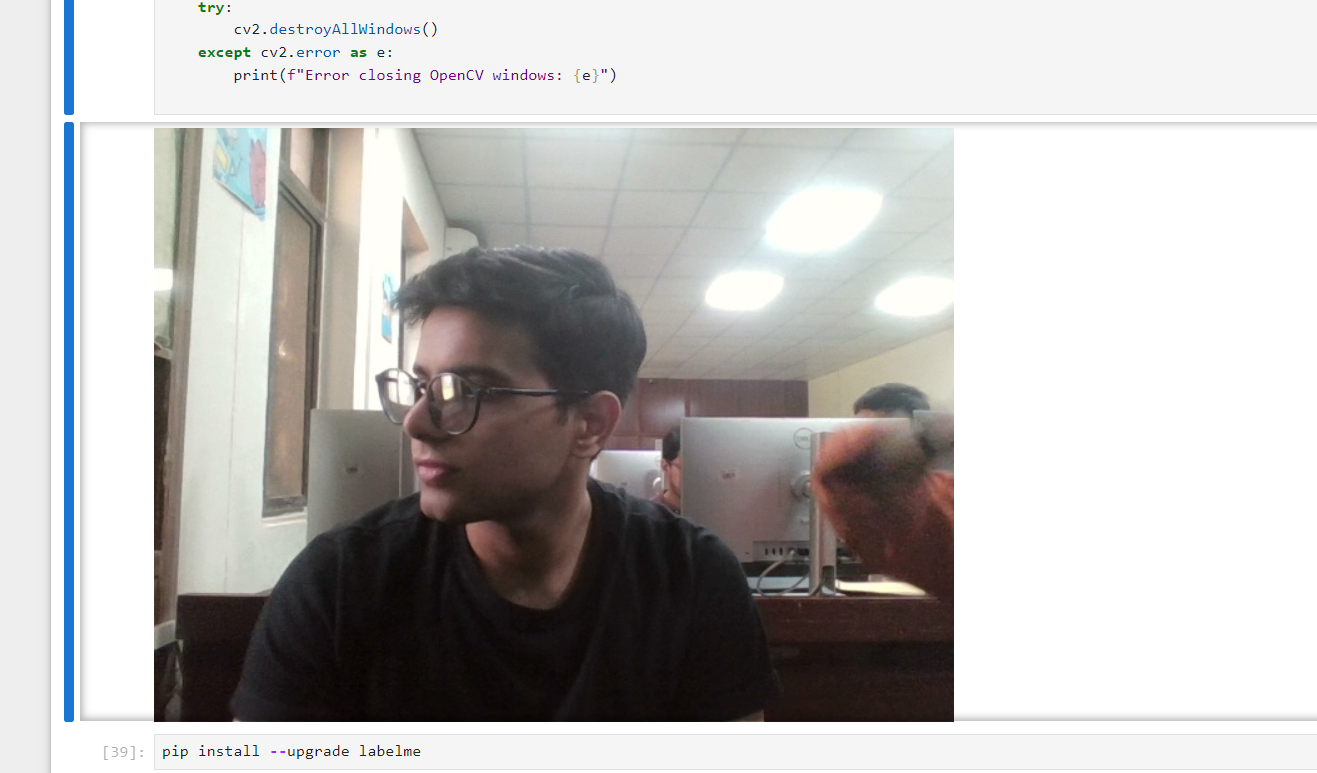 try:
cv2.destroyAllWindows()
except cv2.error as e:
print(f"Error closing OpenCV windows: {e}")
[39]:
pip install --upgrade labelme